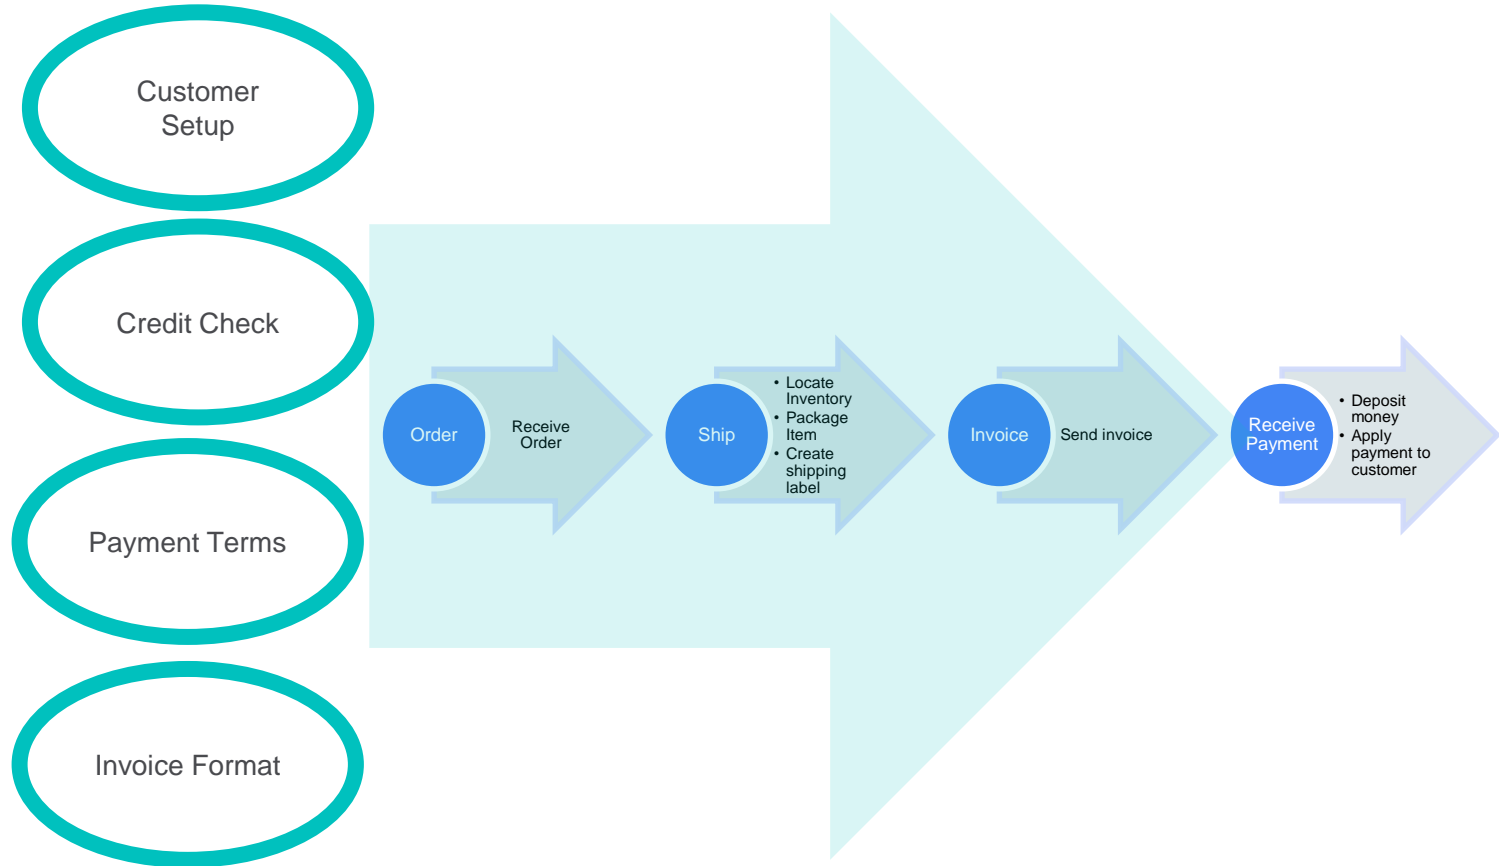 Customer
Setup
Credit Check
Payment Terms
Invoice Format
Order
Receive
Order
Ship
• Locate
Inventory
• Package
Item
• Create
shipping
label
Invoice
Send invoice
Receive
Payment
• Deposit
money
• Apply
payment to
customer